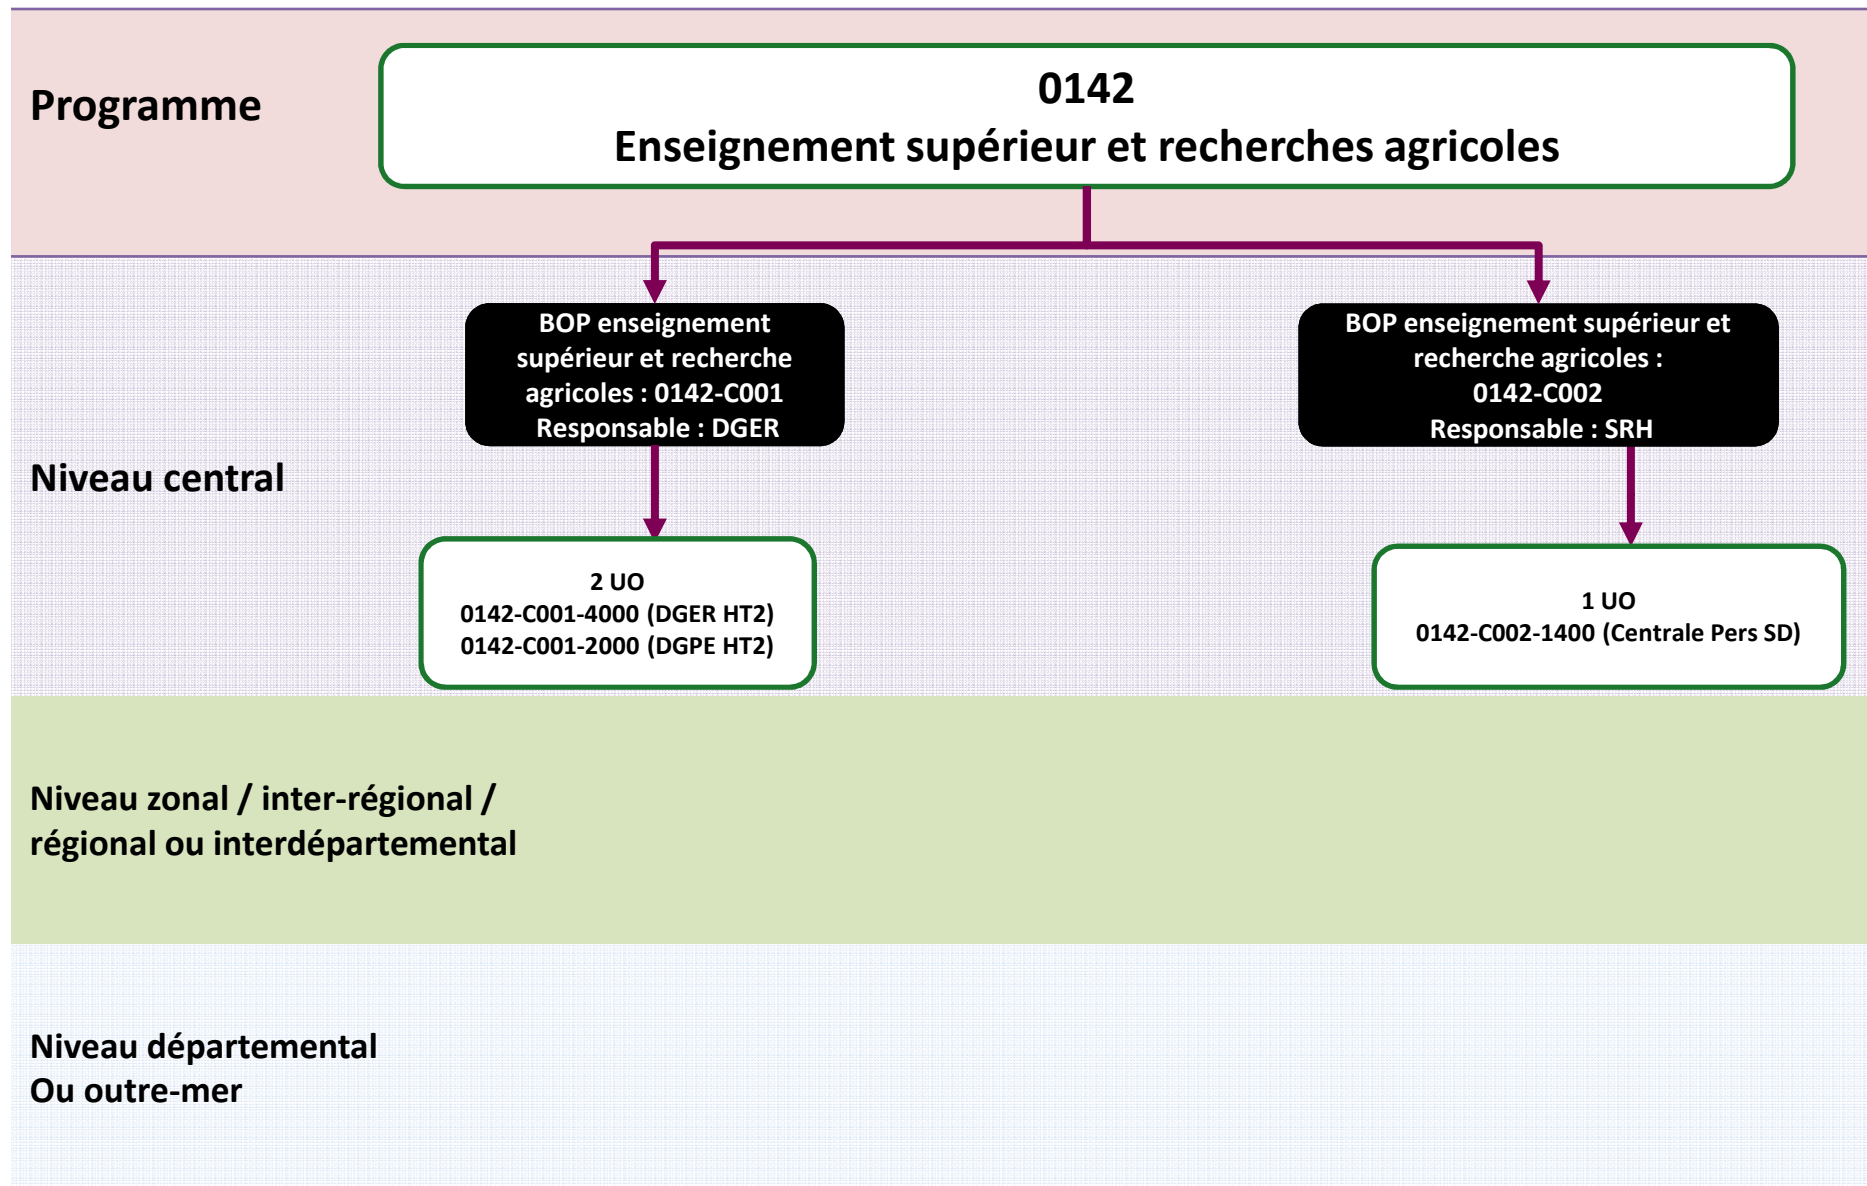 Programme
0142
Enseignement supérieur et recherches agricoles
BOP enseignement
supérieur et recherche
agricoles : 0142-C001
Responsable : DGER
BOP enseignement supérieur et
recherche agricoles :
0142-C002
Responsable : SRH
Niveau central
2 UO
0142-C001-4000 (DGER HT2)
0142-C001-2000 (DGPE HT2)
1 UO
0142-C002-1400 (Centrale Pers SD)
Niveau zonal / inter-régional /
régional ou interdépartemental
Niveau départemental
Ou outre-mer